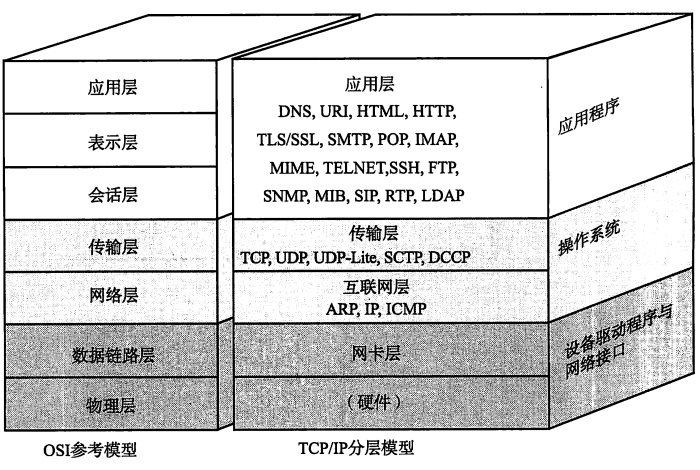 应用层
表示层
会话层
传输层
网络层
数据链路层
物理层
OSI参考模型
应用层
DNS, URI, HTML, HTTP,
TLS/SSL, SMTP, POP, IMAP,
MIME, TELNET,SSH, FTP,
SNMP, MIB, SIP, RTP, LDAP
传输层
TCP, UDP, UDP-Lite, SCTP, DCCP
互联网层
ARP, IP, ICMP
网卡层
(硬件)
TCP/IP分层模型
应用程序
操作系统
设备驱动程序与
网络接口